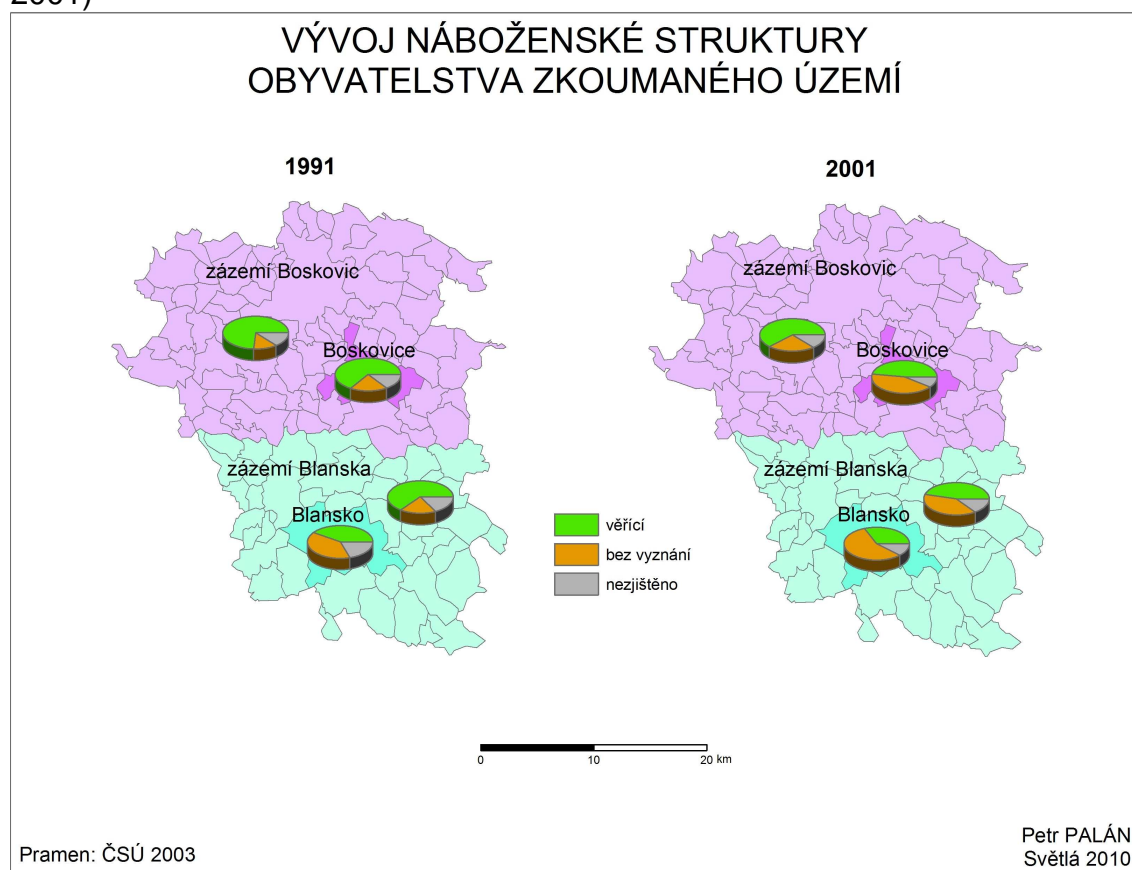 2001)
VÝVOJ NÁBOŽENSKÉ STRUKTURY
OBYVATELSTVA ZKOUMANÉHO ÚZEMÍ
1991
2001
zázemí Boskovic
Boskovice
zázemí Blanska
Blansko
zázemí Boskovic
Boskovice
zázemí Blanska
Blansko
věřící
bez vyznání
nezjištěno
0 10 20 km
Pramen: ČSÚ 2003
Petr PALÁN
Světlá 2010